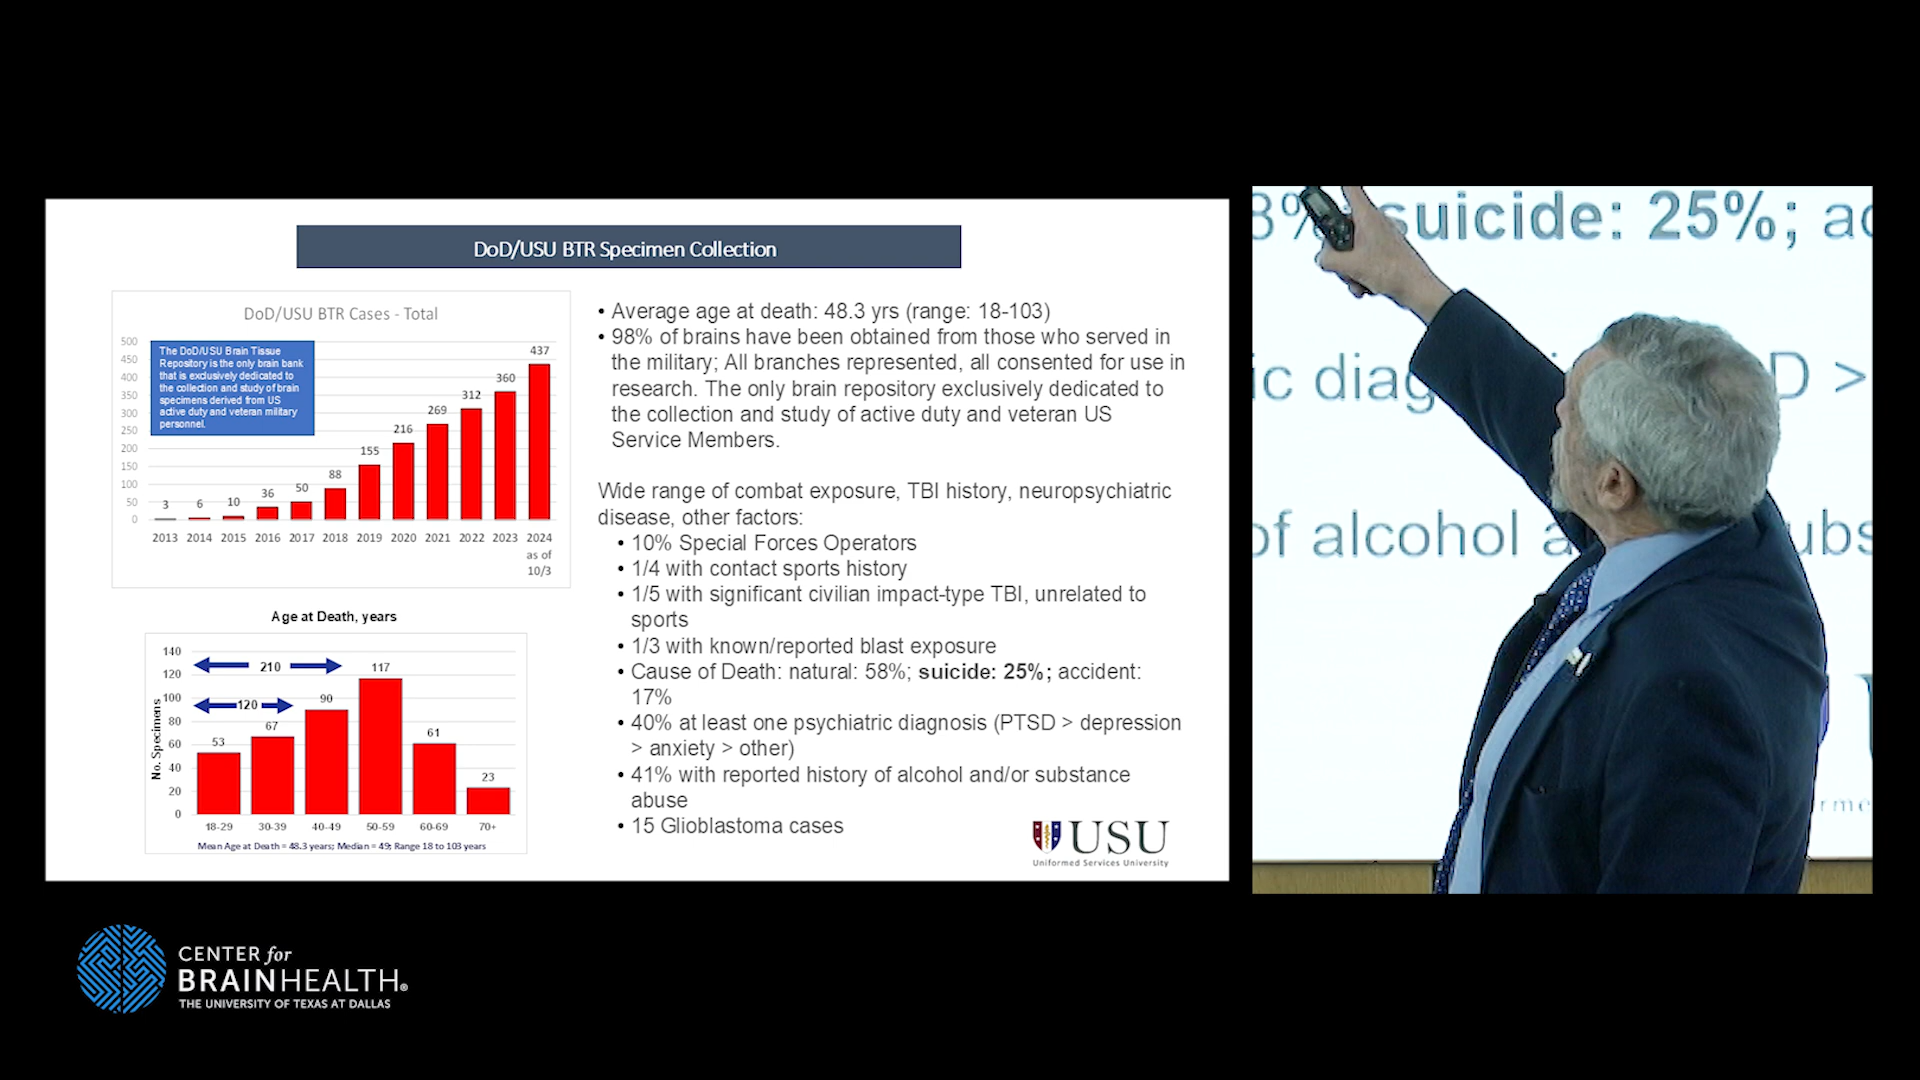 DoD/USU BTR Specimen Collection
DoD/USU BTR Cases - Total
500
450
400
350
300
250
200
150
100
50
0
The DoD/USU Brain Tissue
Repository is the only brain bank
that is exclusively dedicated to
the collection and study of brain
specimens derived from US
active duty and veteran military
personnel.
3 6 10 36 50 88 155 216 269 312 360 437
2013 2014 2015 2016 2017 2018 2019 2020 2021 2022 2023 2024
as of
10/3
Age at Death, years
No. Specimens
140
120
100
80
60
40
20
0
210
120
53 67 90 117 61 23
18-29 30-39 40-49 50-59 60-69 70+
Mean Age at Death = 48.3 years; Median = 49; Range 18 to 103 years
• Average age at death: 48.3 yrs (range: 18-103)
• 98% of brains have been obtained from those who served in
the military; All branches represented, all consented for use in
research. The only brain repository exclusively dedicated to
the collection and study of active duty and veteran US
Service Members.
Wide range of combat exposure, TBI history, neuropsychiatric
disease, other factors:
• 10% Special Forces Operators
• 1/4 with contact sports history
• 1/5 with significant civilian impact-type TBI, unrelated to
sports
• 1/3 with known/reported blast exposure
• Cause of Death: natural: 58%; suicide: 25%; accident:
17%
• 40% at least one psychiatric diagnosis (PTSD > depression
> anxiety > other)
• 41% with reported history of alcohol and/or substance
abuse
• 15 Glioblastoma cases
USU
Uniformed Services University
8% suicide: 25%; ac
ic diag D >
of alcohol a ubs
rme
CENTER for
BRAINHEALTH®
THE UNIVERSITY OF TEXAS AT DALLAS